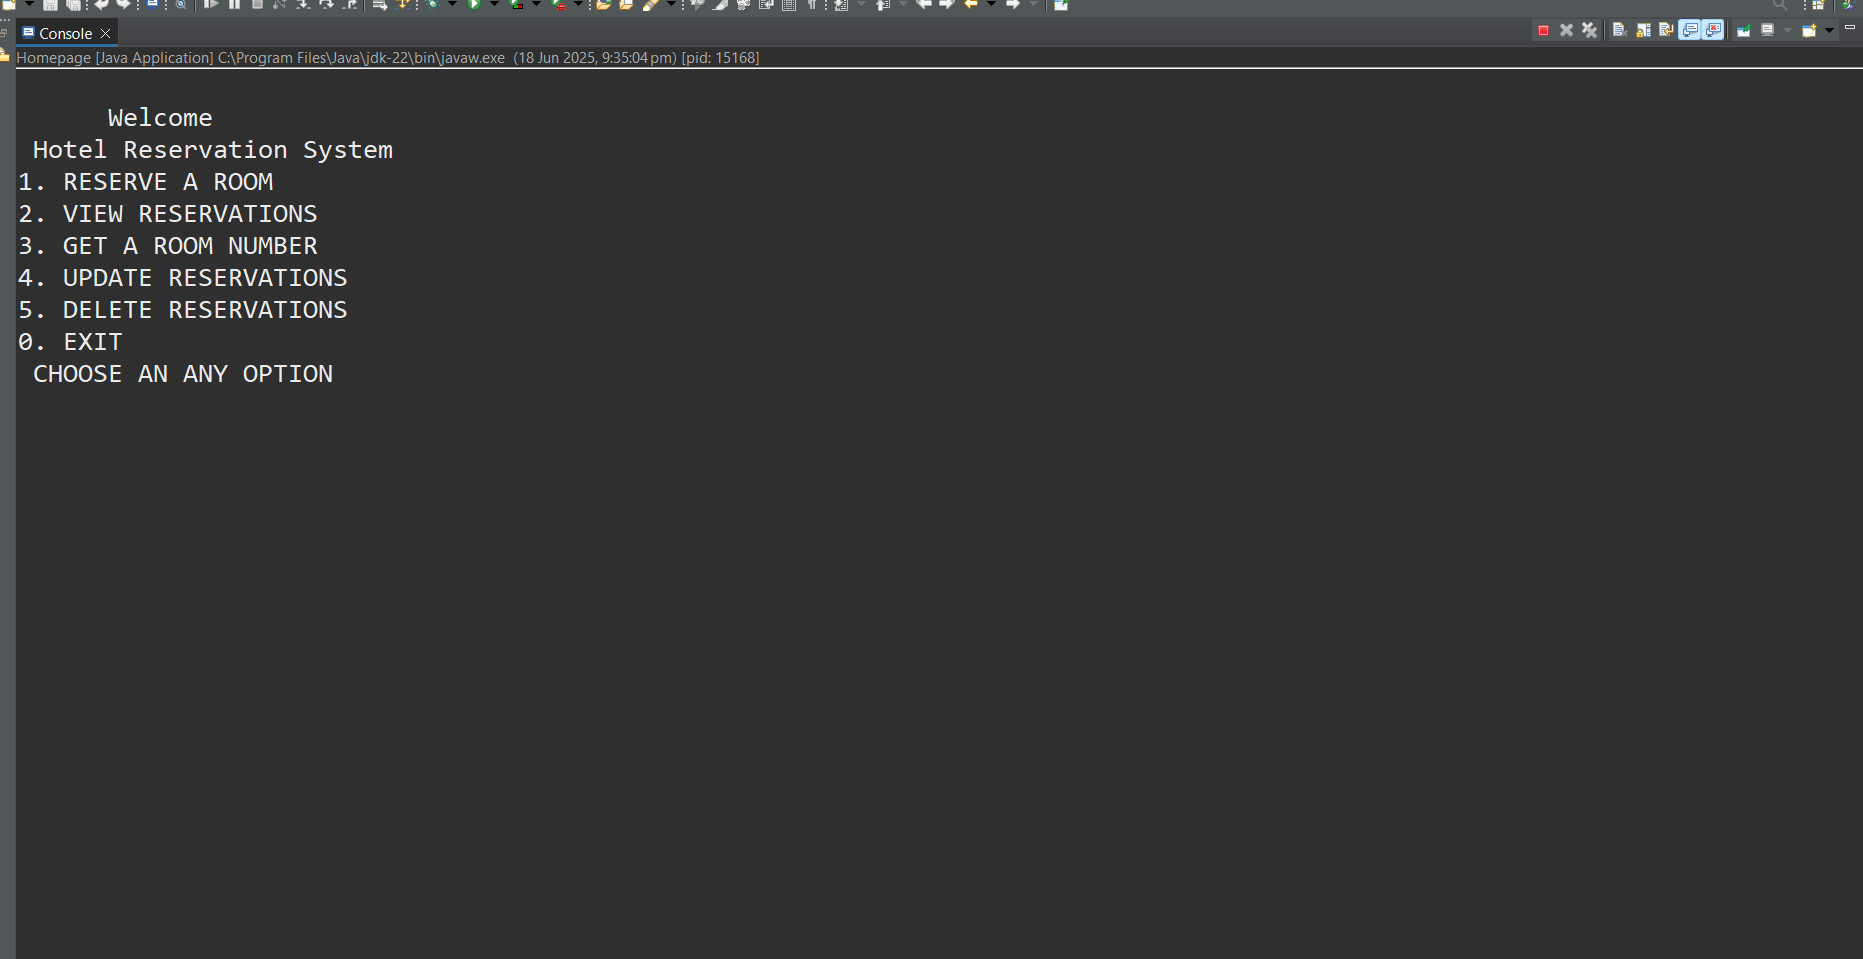 Console
Homepage [Java Application] C:\Program Files\Java\jdk-22\bin\javaw.exe (18 Jun 2025, 9:35:04 pm) [pid: 15168]
Welcome
Hotel Reservation System
1. RESERVE A ROOM
2. VIEW RESERVATIONS
3. GET A ROOM NUMBER
4. UPDATE RESERVATIONS
5. DELETE RESERVATIONS
0. EXIT
CHOOSE AN ANY OPTION